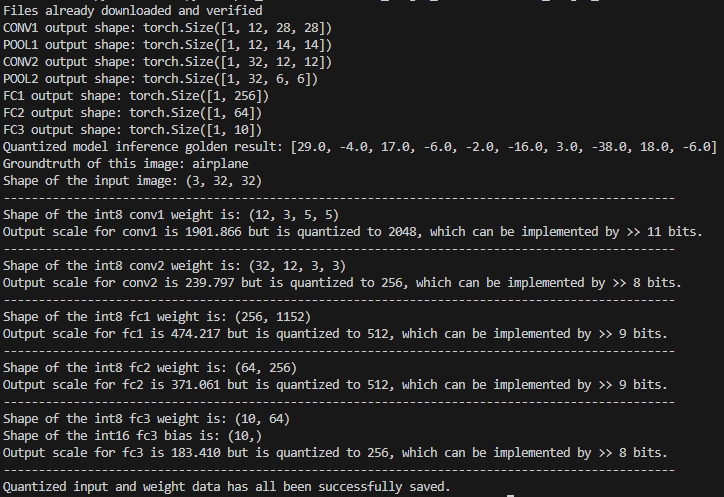 Files already downloaded and verified
CONV1 output shape: torch.Size([1, 12, 28, 28])
POOL1 output shape: torch.Size([1, 12, 14, 14])
CONV2 output shape: torch.Size([1, 32, 12, 12])
POOL2 output shape: torch.Size([1, 32, 6, 6])
FC1 output shape: torch.Size([1, 256])
FC2 output shape: torch.Size([1, 64])
FC3 output shape: torch.Size([1, 10])
Quantized model inference golden result: [29.0, -4.0, 17.0, -6.0, -2.0, -16.0, 3.0, -38.0, 18.0, -6.0]
Groundtruth of this image: airplane
Shape of the input image: (3, 32, 32)
--------------------------------------------------------------------------------
Shape of the int8 conv1 weight is: (12, 3, 5, 5)
Output scale for conv1 is 1901.866 but is quantized to 2048, which can be implemented by >> 11 bits.
--------------------------------------------------------------------------------
Shape of the int8 conv2 weight is: (32, 12, 3, 3)
Output scale for conv2 is 239.797 but is quantized to 256, which can be implemented by >> 8 bits.
--------------------------------------------------------------------------------
Shape of the int8 fc1 weight is: (256, 1152)
Output scale for fc1 is 474.217 but is quantized to 512, which can be implemented by >> 9 bits.
--------------------------------------------------------------------------------
Shape of the int8 fc2 weight is: (64, 256)
Output scale for fc2 is 371.061 but is quantized to 512, which can be implemented by >> 9 bits.
--------------------------------------------------------------------------------
Shape of the int8 fc3 weight is: (10, 64)
Shape of the int16 fc3 bias is: (10,)
Output scale for fc3 is 183.410 but is quantized to 256, which can be implemented by >> 8 bits.
--------------------------------------------------------------------------------
Quantized input and weight data has all been successfully saved.